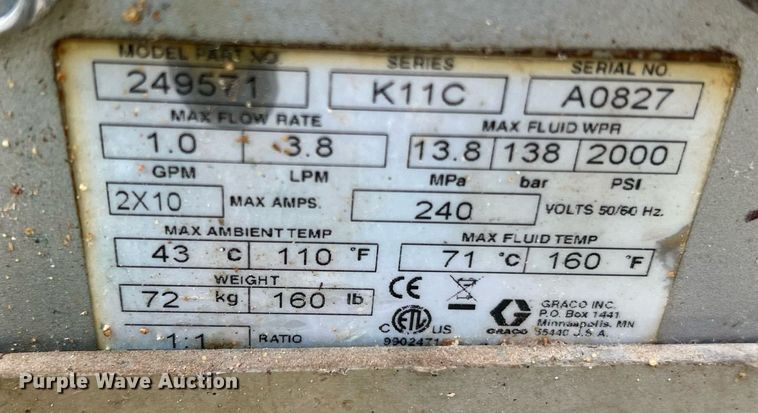 MODEL PART NO. SERIES SERIAL NO.
249571 K11C A0827
MAX FLOW RATE MAX FLUID WPR
1.0 3.8 13.8 138 2000
GPM LPM MPa bar PSI
2X10 MAX AMPS. 240 VOLTS 50/60 Hz.
MAX AMBIENT TEMP MAX FLUID TEMP
43 °C 110 °F 71 °C 160 °F
WEIGHT
72 kg 160 lb CE
1:1 RATIO
C ETL US
9902471
GRACO
GRACO INC.
P.O. Box 1441
Minneapolis, MN
55440 U.S.A.
Purple Wave Auction